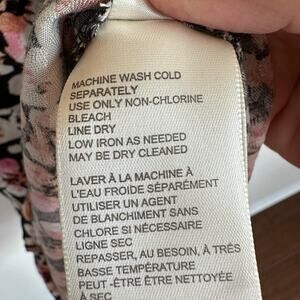 MACHINE WASH COLD
SEPARATELY
USE ONLY NON-CHLORINE
BLEACH
LINE DRY
LOW IRON AS NEEDED
MAY BE DRY CLEANED
LAVER À LA MACHINE À
L'EAU FROIDE SÉPARÉMENT
UTILISER UN AGENT
DE BLANCHIMENT SANS
CHLORE SI NÉCESSAIRE
LIGNE SEC
REPASSER, AU BESOIN, À TRÈS
BASSE TEMPÉRATURE
PEUT -ÊTRE ÊTRE NETTOYÉE
À SEC